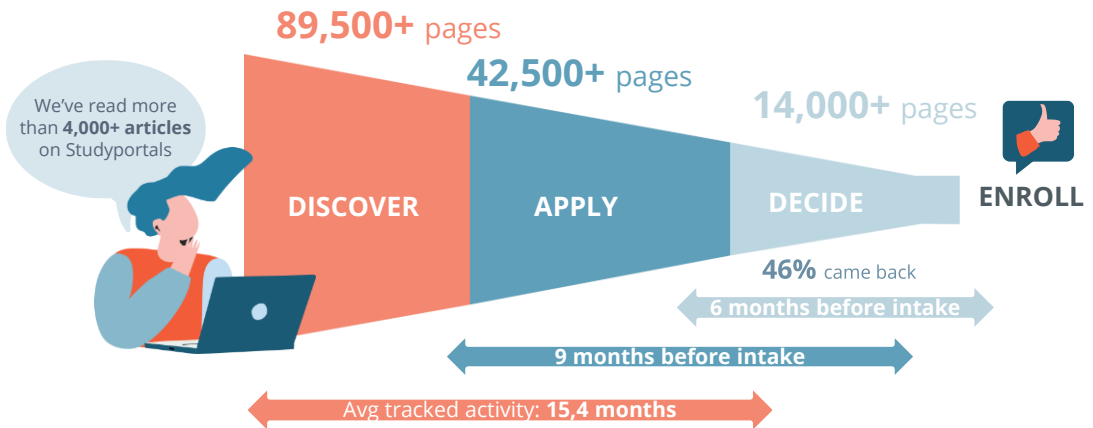 89,500+ pages
42,500+ pages
14,000+ pages
We've read more
than 4,000+ articles
on Studyportals
DISCOVER
APPLY
DECIDE
ENROLL
46% came back
6 months before intake
9 months before intake
Avg tracked activity: 15,4 months